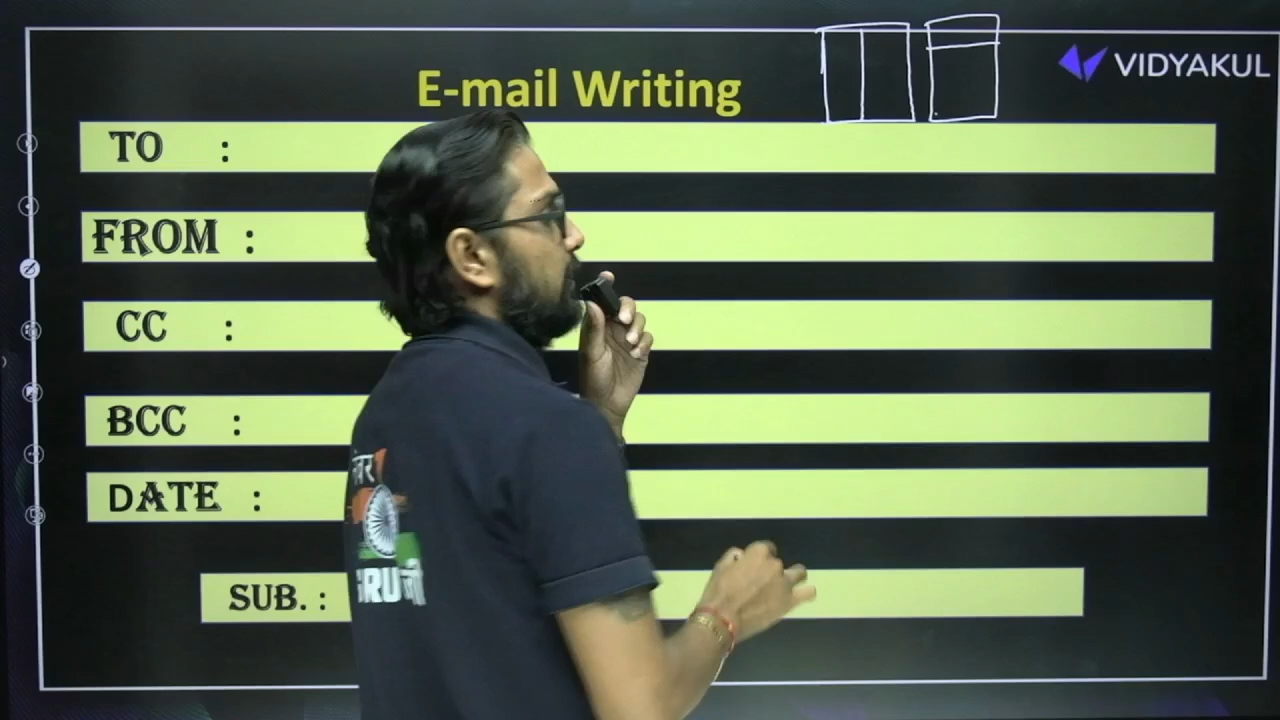 E-mail Writing
VIDYAKUL
TO :
FROM :
CC :
BCC :
DATE :
SUB. :